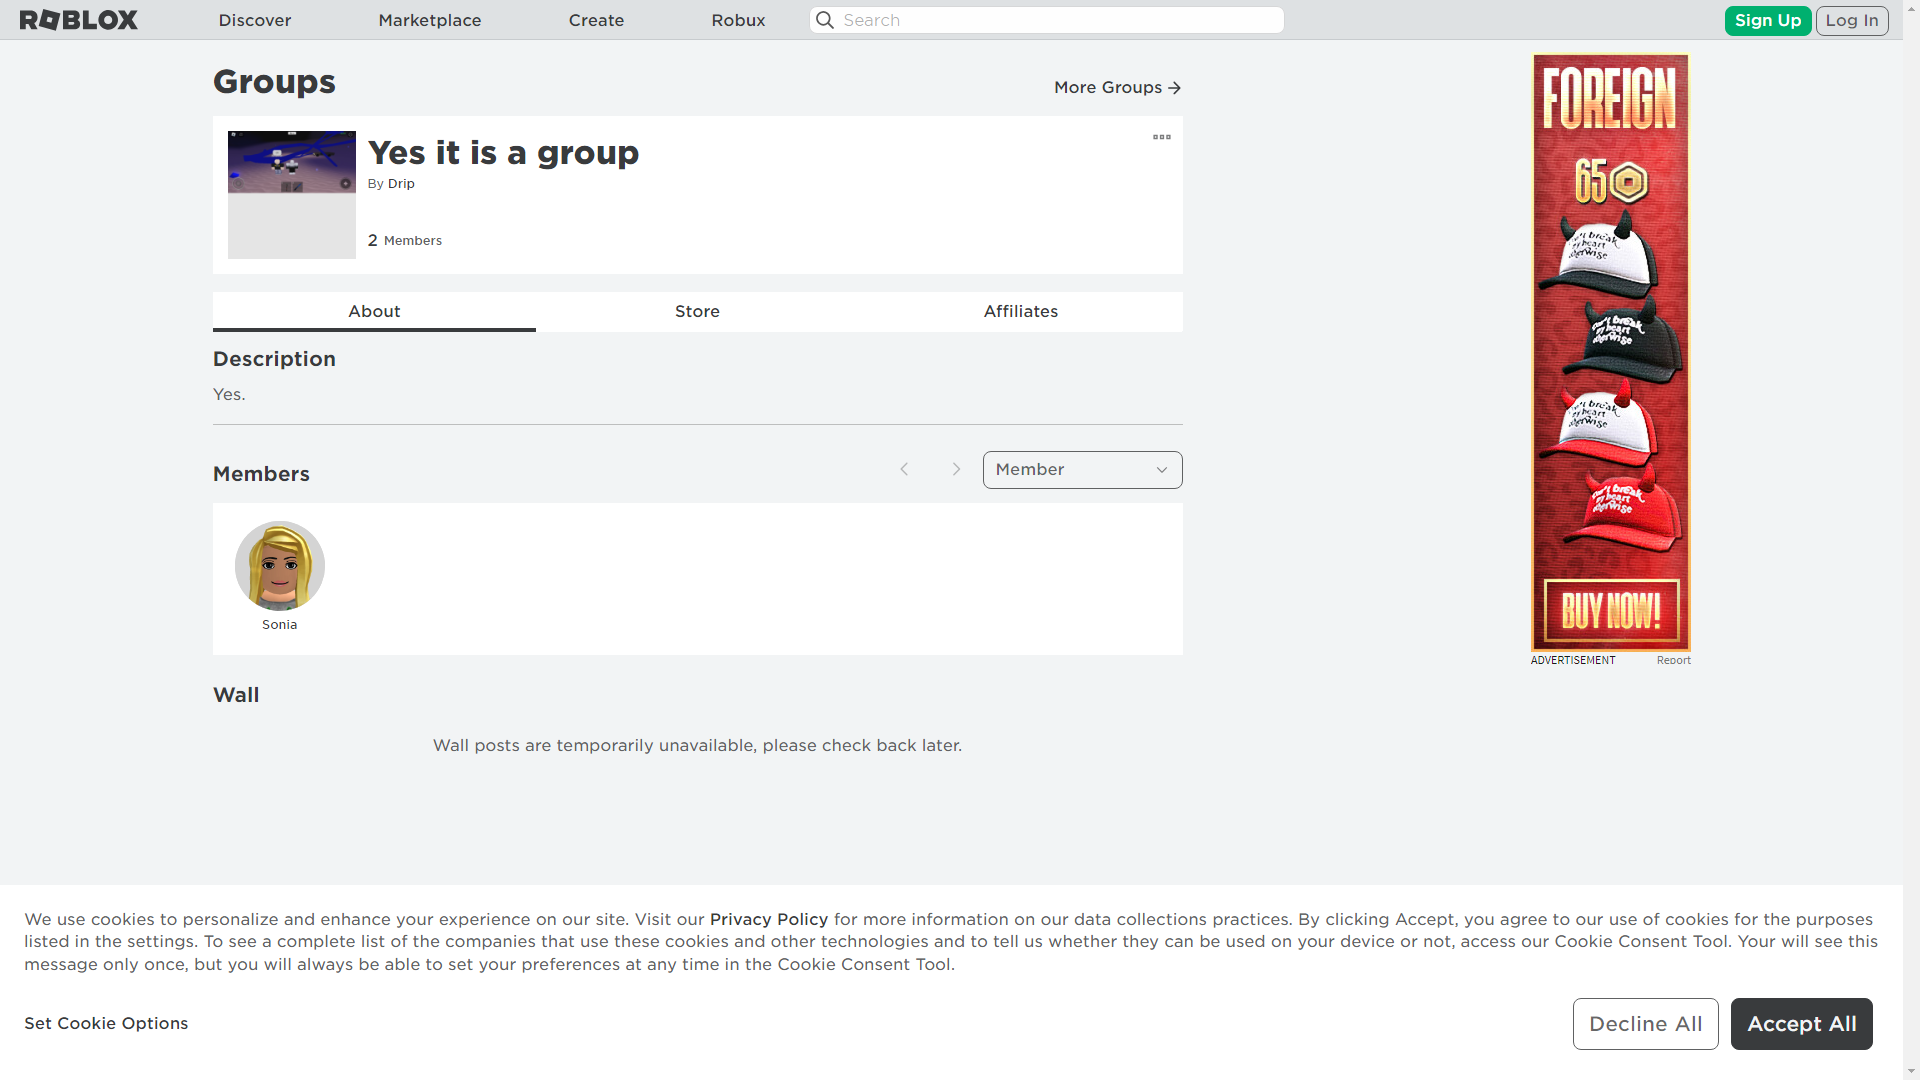 ROBLOX
Discover
Marketplace
Create
Robux
Search
Sign Up
Log In
Groups
More Groups
Yes it is a group
By Drip
2 Members
About
Store
Affiliates
Description
Yes.
Members
Member
Sonia
Wall
Wall posts are temporarily unavailable, please check back later.
FOREIGN
65
BUY NOW!
ADVERTISEMENT
Report
We use cookies to personalize and enhance your experience on our site. Visit our Privacy Policy for more information on our data collections practices. By clicking Accept, you agree to our use of cookies for the purposes
listed in the settings. To see a complete list of the companies that use these cookies and other technologies and to tell us whether they can be used on your device or not, access our Cookie Consent Tool. Your will see this
message only once, but you will always be able to set your preferences at any time in the Cookie Consent Tool.
Set Cookie Options
Decline All
Accept All